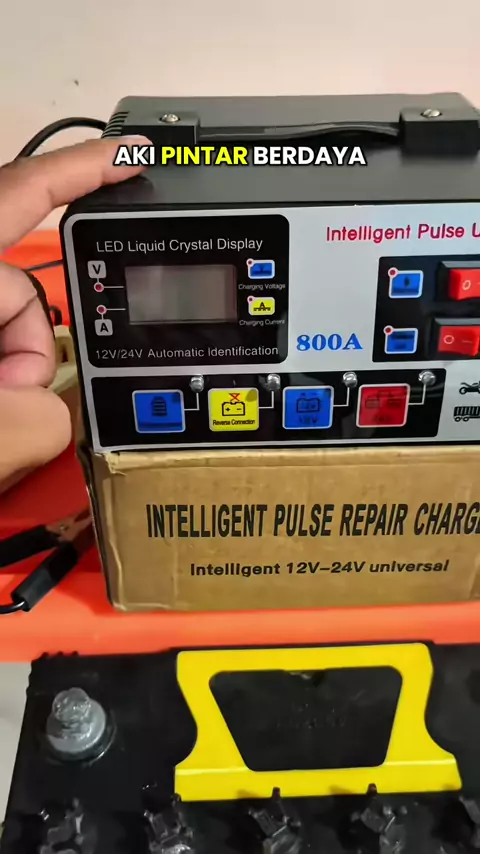 AKI PINTAR BERDAYA
LED Liquid Crystal Display
V
Charging Voltage
A
Charging Current
12V/24V Automatic Identification
Intelligent Pulse U
800A
Reverse Connection
12V
INTELLIGENT PULSE REPAIR CHARGE
Intelligent 12V-24V universal